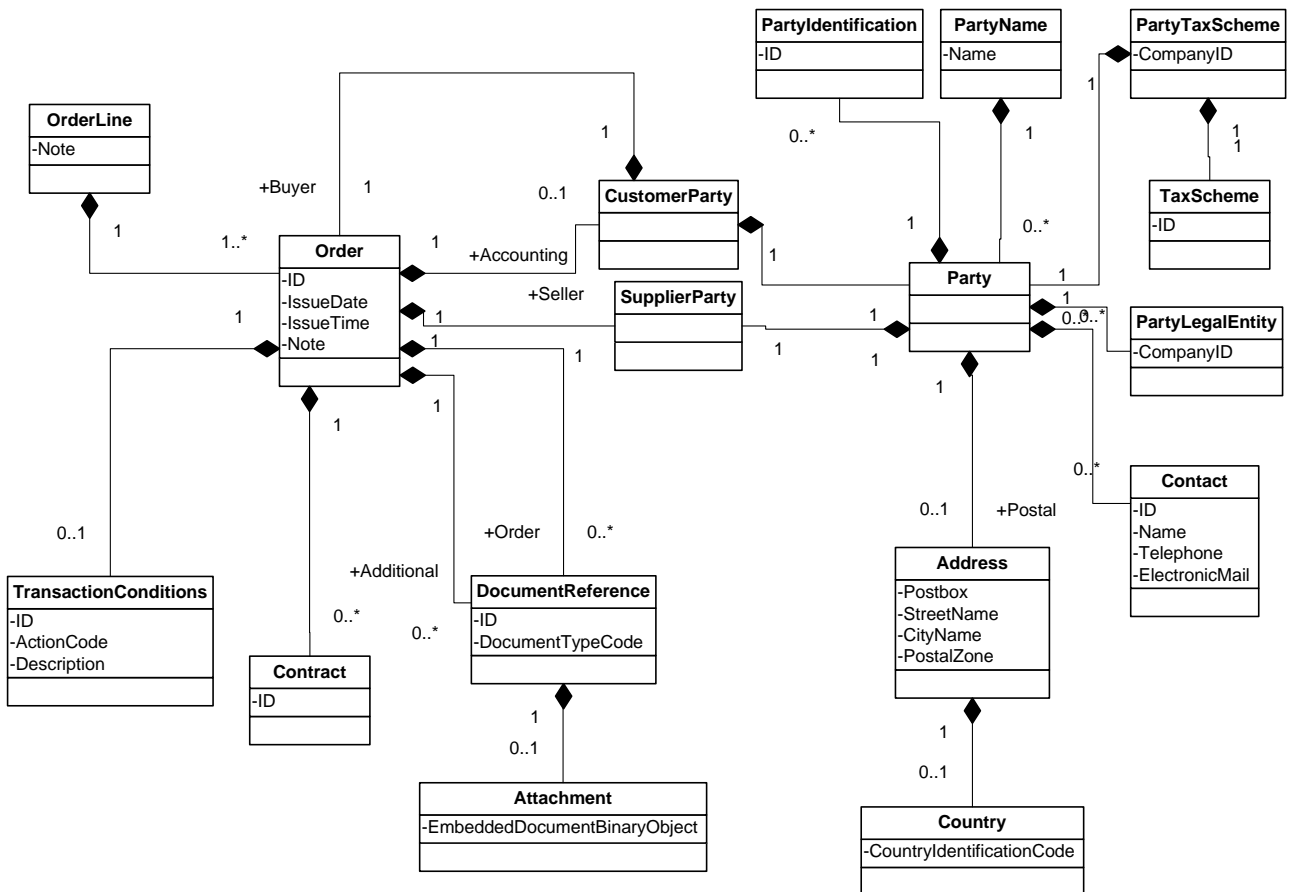 PartyIdentification
-ID
PartyName
-Name
PartyTaxScheme
-CompanyID
1
1
1
1
1
0..*
OrderLine
-Note
1
TaxScheme
-ID
+Buyer
1
0..1
CustomerParty
1
1..*
1
+Accounting
1
1
0..*
Order
-ID
-IssueDate
-IssueTime
-Note
+Seller
SupplierParty
Party
1
1
0..*
0..*
PartyLegalEntity
-CompanyID
1
1
1
1
1
1
1
1
1
1
0..1
0..*
+Order
0..*
0..1
+Postal
0..*
Contact
-ID
-Name
-Telephone
-ElectronicMail
TransactionConditions
-ID
-ActionCode
-Description
+Additional
0..*
DocumentReference
-ID
-DocumentTypeCode
Address
-Postbox
-StreetName
-CityName
-PostalZone
Contract
-ID
1
0..1
1
0..1
Attachment
-EmbeddedDocumentBinaryObject
Country
-CountryIdentificationCode